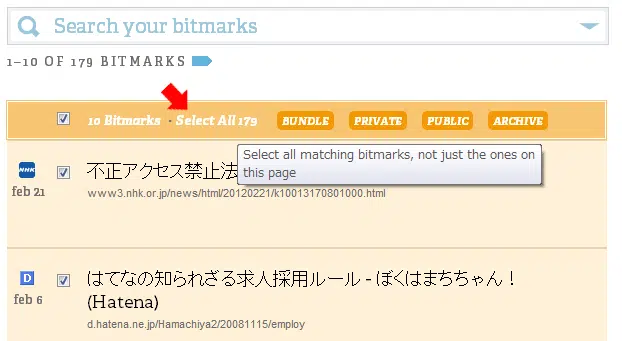 Search your bitmarks
1–10 OF 179 BITMARKS
10 Bitmarks · Select All 179 BUNDLE PRIVATE PUBLIC ARCHIVE
Select all matching bitmarks, not just the ones on
this page
NHK
不正アクセス禁止法
feb 21
www3.nhk.or.jp/news/html/20120221/k10013170801000.html
D
はてなの知られざる求人採用ルール - ぼくはまちちゃん！
feb 6
(Hatena)
d.hatena.ne.jp/Hamachiya2/20081115/employ